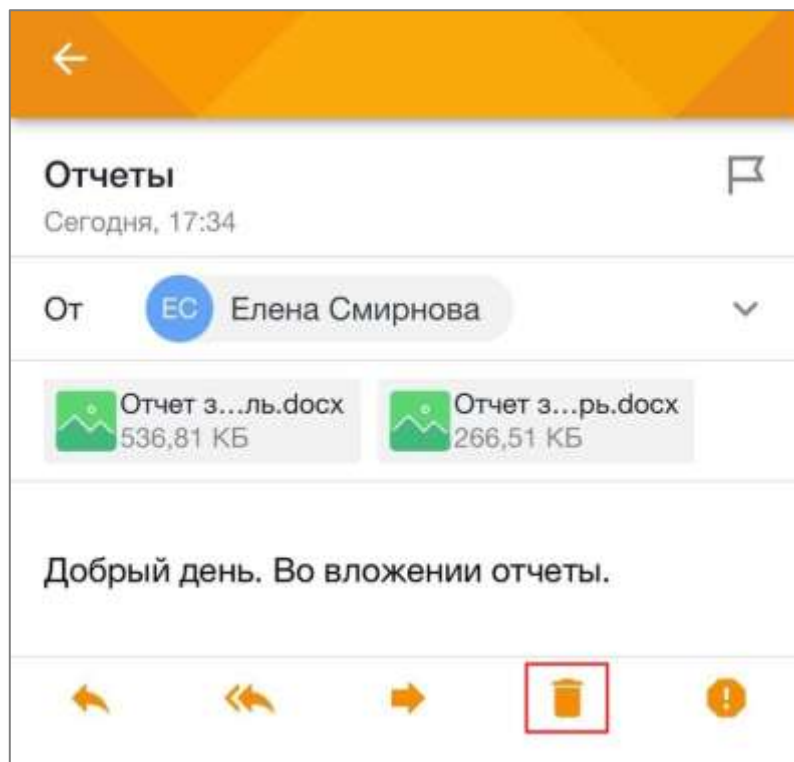 Отчеты
Сегодня, 17:34
От ЕС Елена Смирнова
Отчет з...ль.docx Отчет з...рь.docx
536,81 КБ 266,51 КБ
Добрый день. Во вложении отчеты.